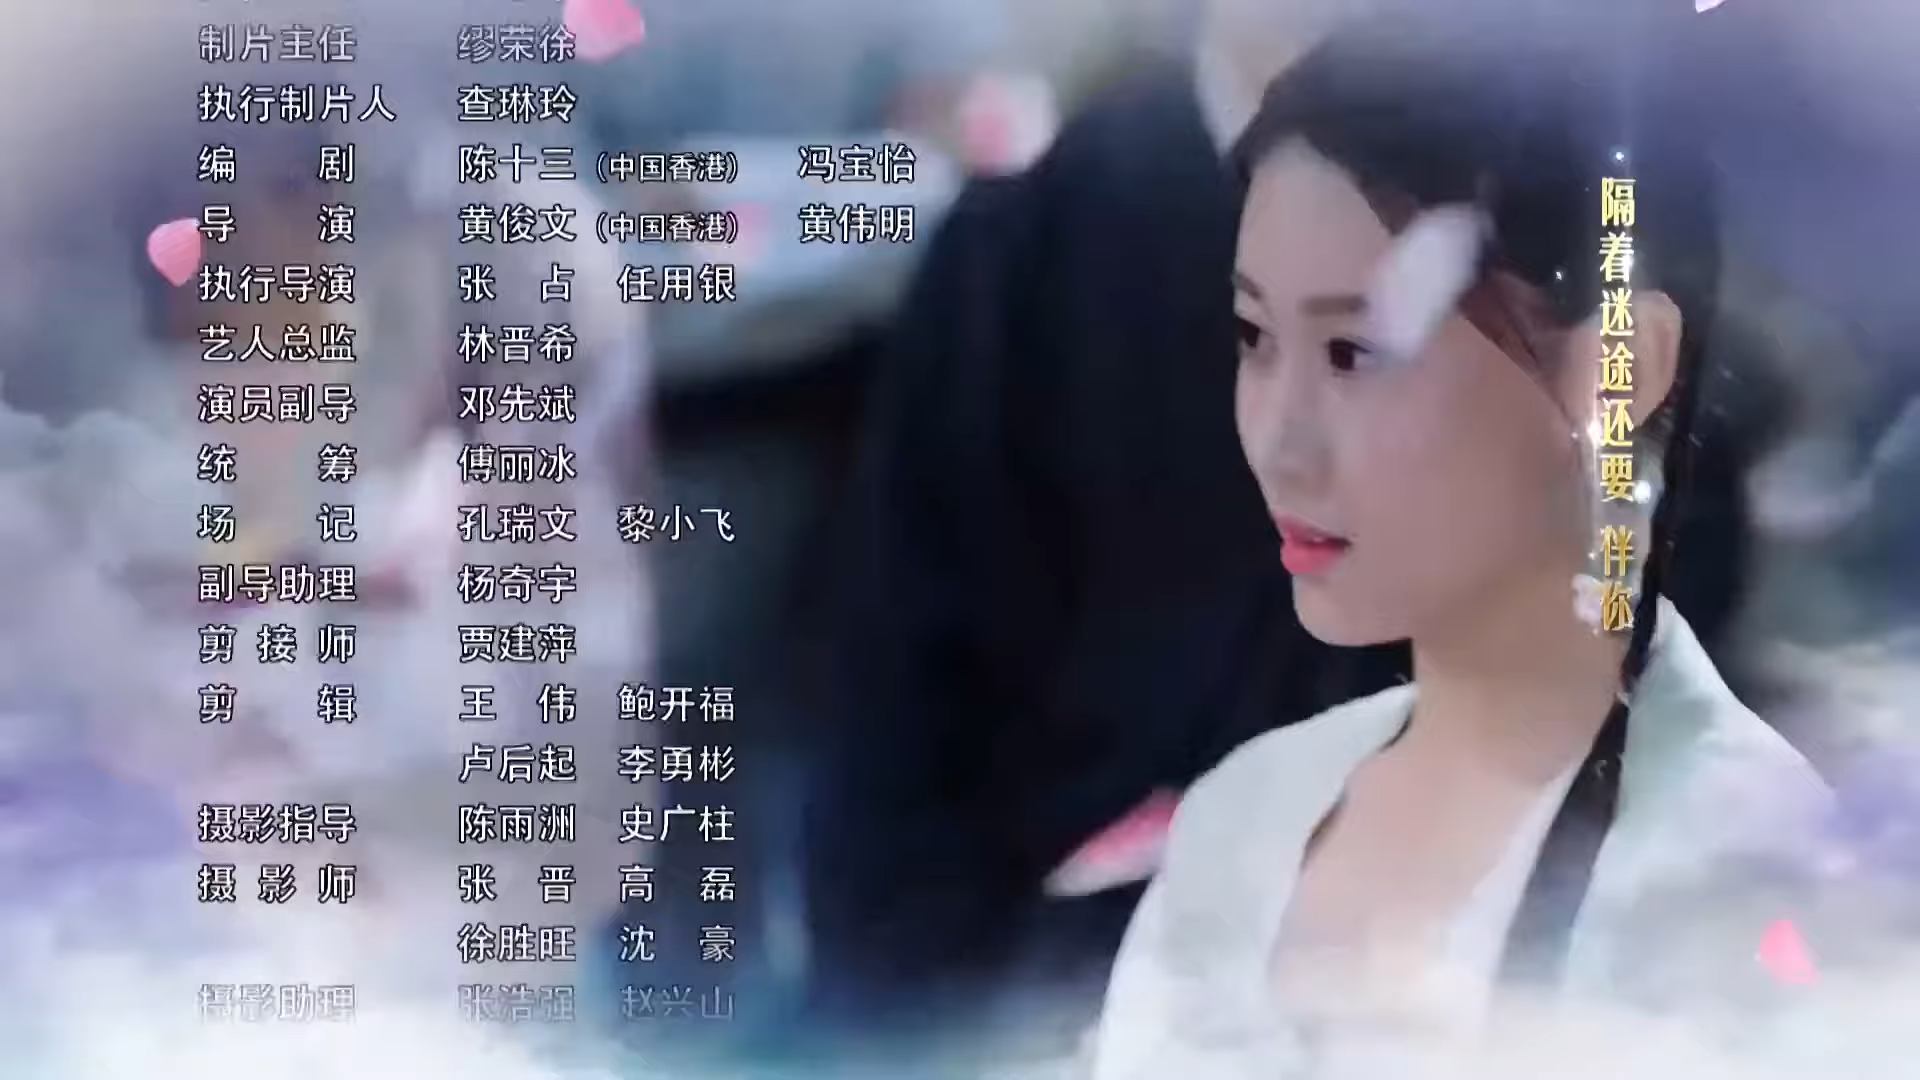 制片主任 缪荣徐
执行制片人 查琳玲
编剧 陈十三（中国香港） 冯宝怡
导演 黄俊文（中国香港） 黄伟明
执行导演 张占 任用银
艺人总监 林晋希
演员副导 邓先斌
统筹 傅丽冰
场记 孔瑞文 黎小飞
副导助理 杨奇宇
剪接师 贾建萍
剪辑 王伟 鲍开福
卢后起 李勇彬
摄影指导 陈雨洲 史广柱
摄影师 张晋 高磊
徐胜旺 沈豪
摄影助理 张浩强 赵兴山
隔着迷途还要 伴你